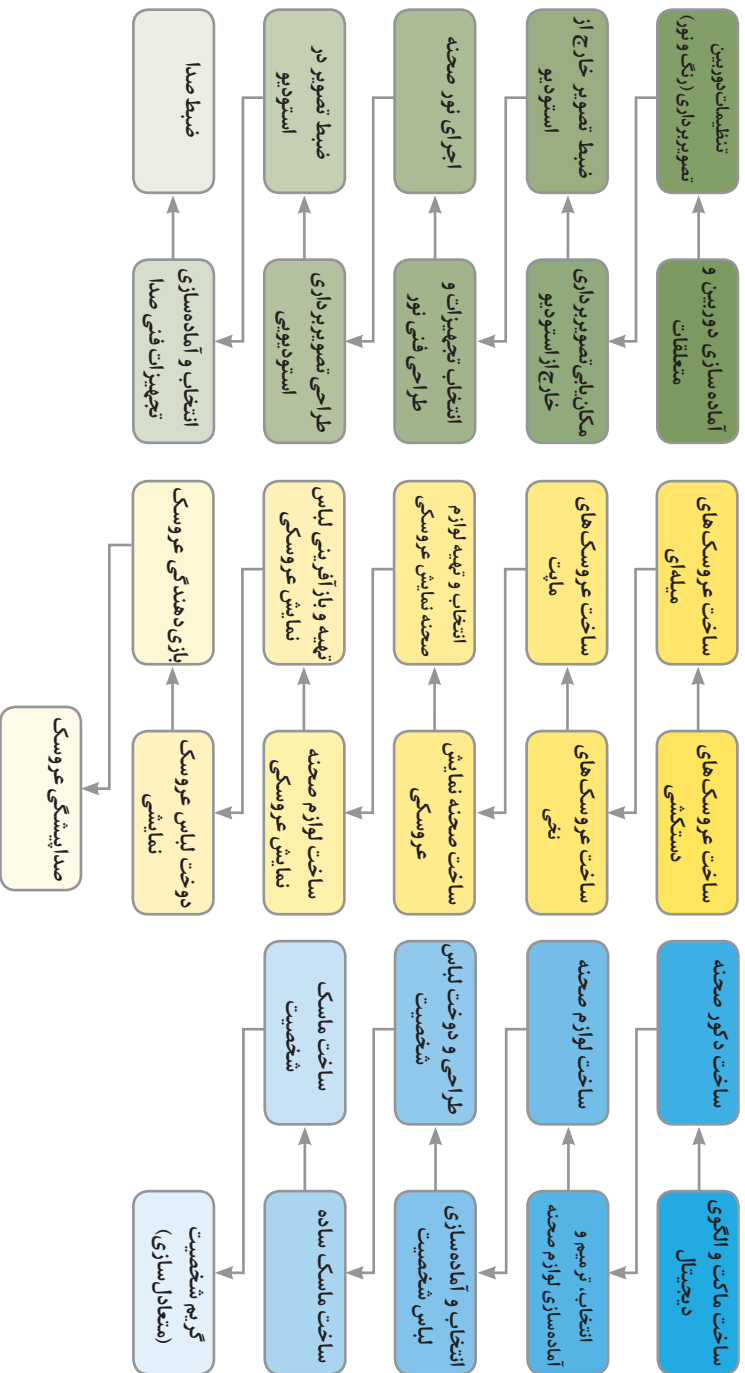 آماده‌سازی دوربین و
متعلقات
تنظیمات دوربین
تصویربرداری (رنگ و نور)
مکان‌یابی تصویربرداری
خارج از استودیو
ضبط تصویر خارج از
استودیو
انتخاب تجهیزات و
طراحی فنی نور
اجرای نور صحنه
طراحی تصویربرداری
استودیویی
ضبط تصویر در
استودیو
انتخاب و آماده‌سازی
تجهیزات فنی صدا
ضبط صدا
ساخت عروسک‌های
دستکشی
ساخت عروسک‌های
میله‌ای
ساخت عروسک‌های
نخی
ساخت عروسک‌های
ماپت
ساخت صحنه نمایش
عروسکی
انتخاب و تهیه لوازم
صحنه نمایش عروسکی
ساخت لوازم صحنه
نمایش عروسکی
تهیه و بازآفرینی لباس
نمایش عروسکی
دوخت لباس عروسک
نمایشی
بازی‌دهندگی عروسک
صداپیشگی عروسک
ساخت ماکت و الگوی
دیجیتال
ساخت دکور صحنه
انتخاب، ترمیم و
آماده‌سازی لوازم صحنه
ساخت لوازم صحنه
انتخاب و آماده‌سازی
لباس شخصیت
طراحی و دوخت لباس
شخصیت
ساخت ماسک ساده
ساخت ماسک
شخصیت
گریم شخصیت
(متعادل‌سازی)